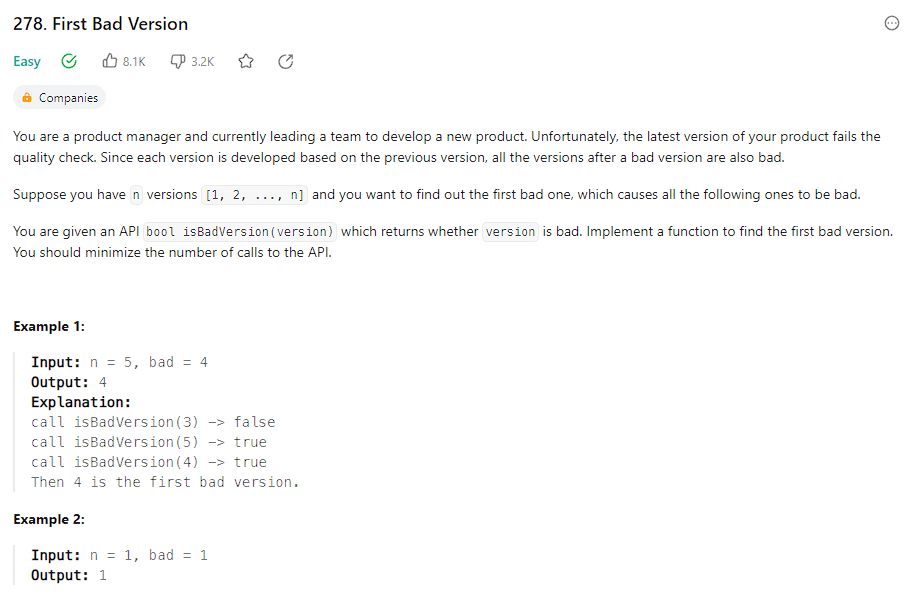 278. First Bad Version
Easy 8.1K 3.2K
Companies
You are a product manager and currently leading a team to develop a new product. Unfortunately, the latest version of your product fails the
quality check. Since each version is developed based on the previous version, all the versions after a bad version are also bad.
Suppose you have n versions [1, 2, ..., n] and you want to find out the first bad one, which causes all the following ones to be bad.
You are given an API bool isBadVersion(version) which returns whether version is bad. Implement a function to find the first bad version.
You should minimize the number of calls to the API.
Example 1:
Input: n = 5, bad = 4
Output: 4
Explanation:
call isBadVersion(3) -> false
call isBadVersion(5) -> true
call isBadVersion(4) -> true
Then 4 is the first bad version.
Example 2:
Input: n = 1, bad = 1
Output: 1